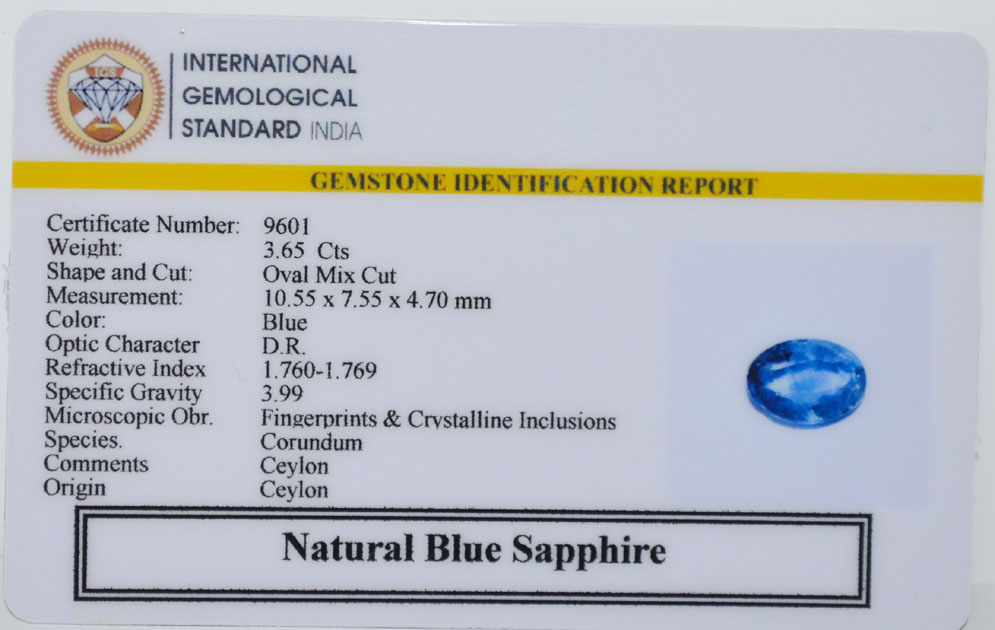 IGS
INTERNATIONAL
GEMOLOGICAL
STANDARD INDIA
GEMSTONE IDENTIFICATION REPORT
Certificate Number: 9601
Weight: 3.65 Cts
Shape and Cut: Oval Mix Cut
Measurement: 10.55 x 7.55 x 4.70 mm
Color: Blue
Optic Character D.R.
Refractive Index 1.760-1.769
Specific Gravity 3.99
Microscopic Obr. Fingerprints & Crystalline Inclusions
Species. Corundum
Comments Ceylon
Origin Ceylon
Natural Blue Sapphire